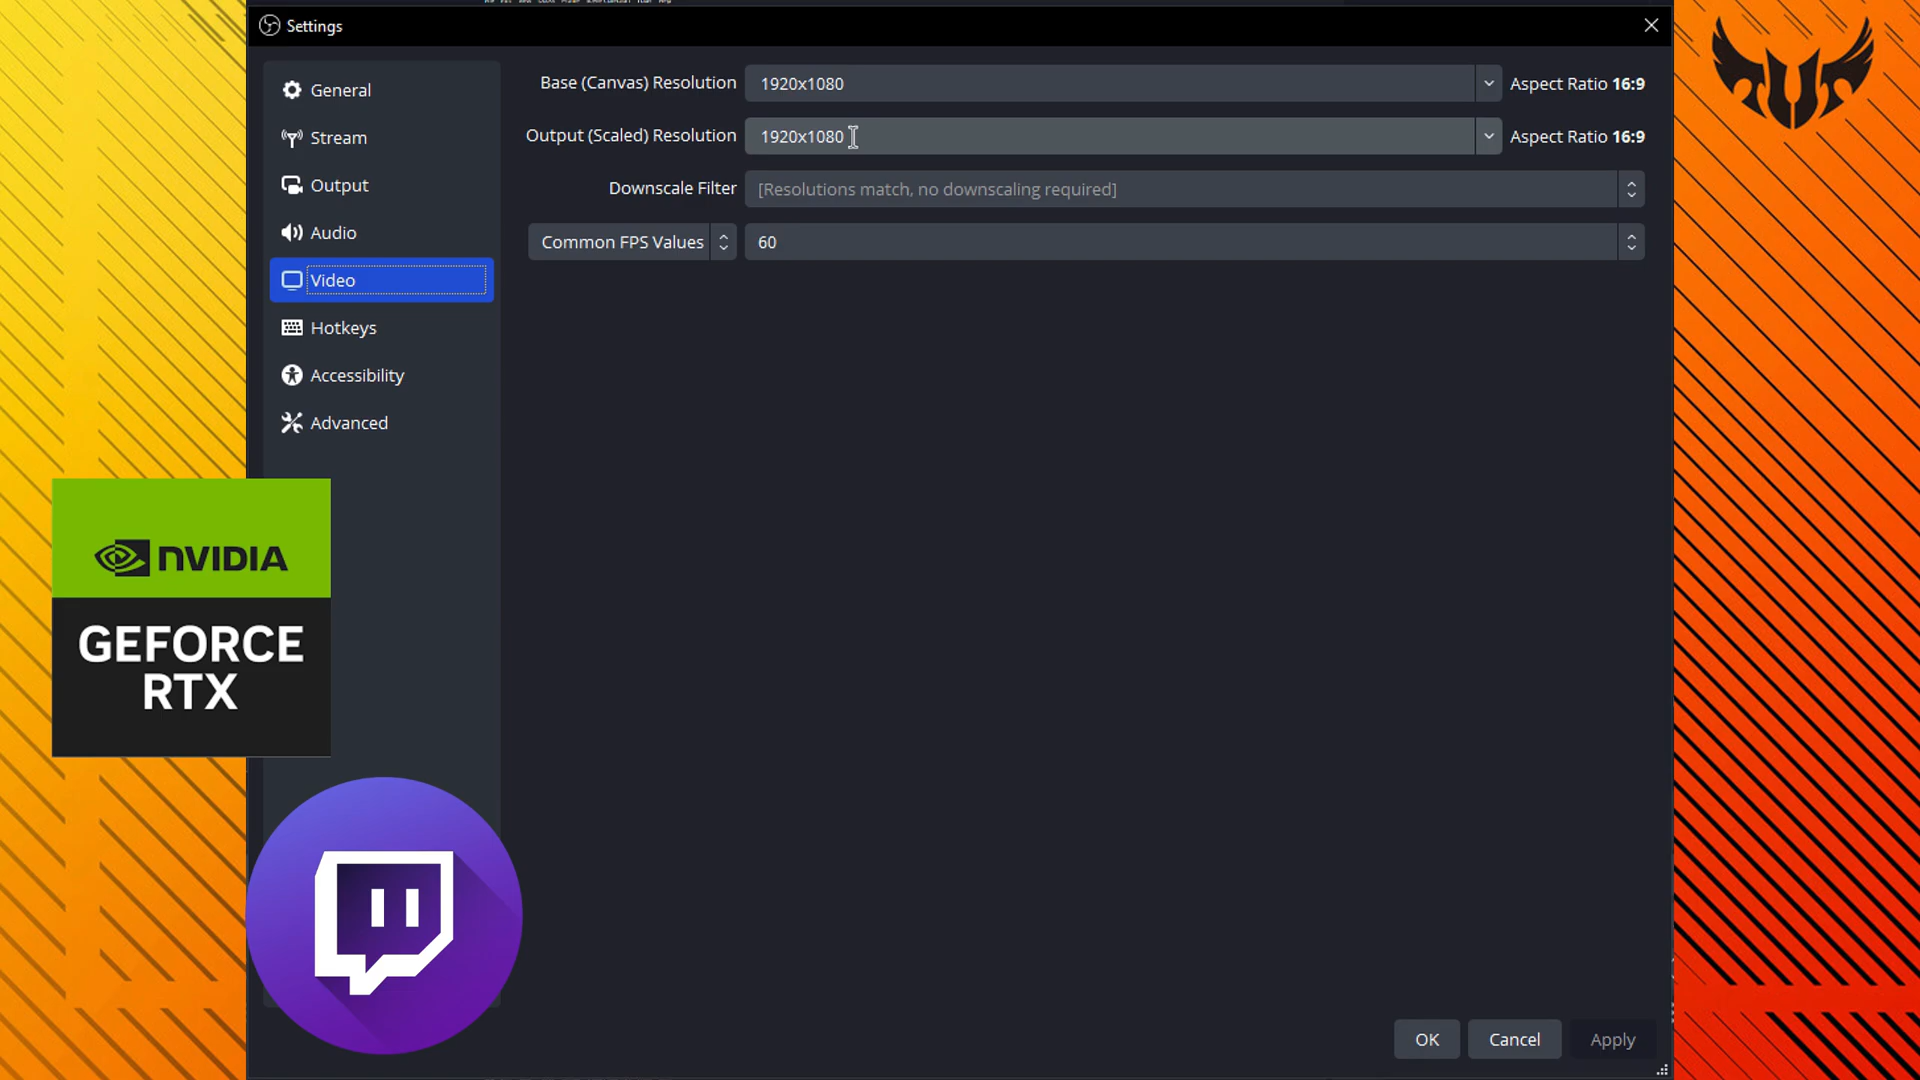 Settings
General
Stream
Output
Audio
Video
Hotkeys
Accessibility
Advanced
Base (Canvas) Resolution 1920x1080 Aspect Ratio 16:9
Output (Scaled) Resolution 1920x1080 Aspect Ratio 16:9
Downscale Filter [Resolutions match, no downscaling required]
Common FPS Values 60
NVIDIA
GEFORCE
RTX
OK Cancel Apply